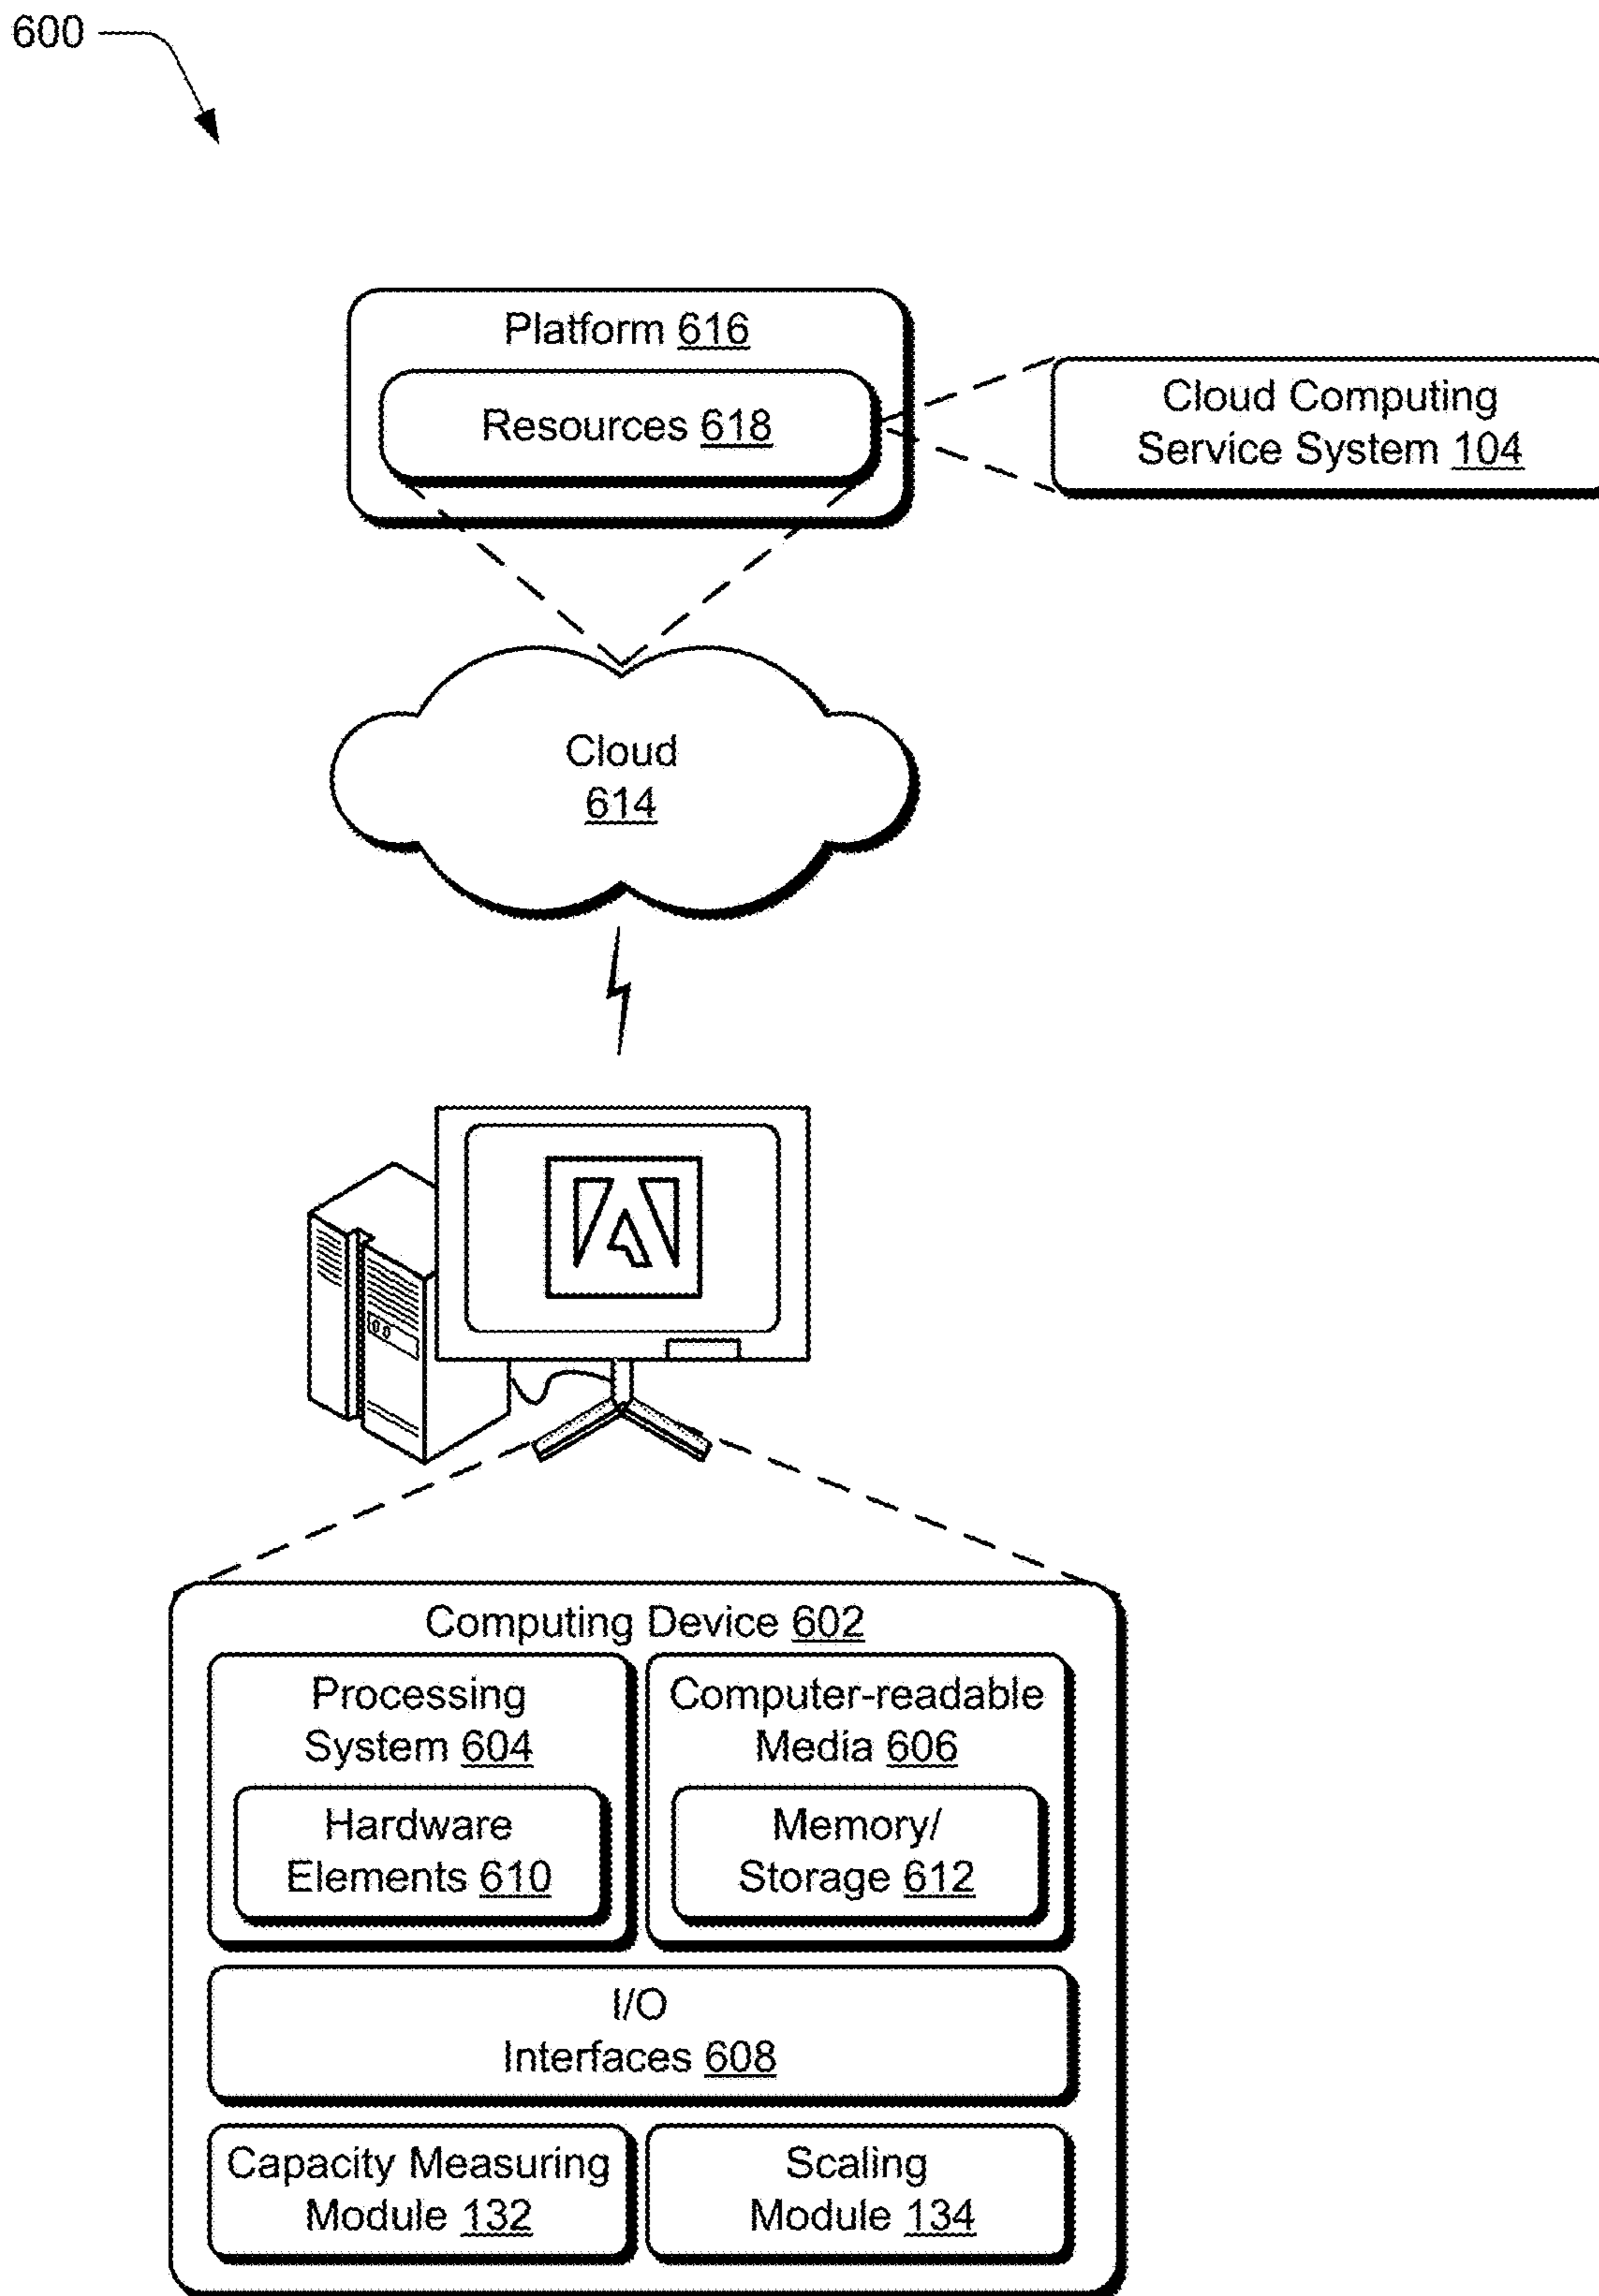 600
Platform 616
Resources 618
Cloud Computing
Service System 104
Cloud
614
Computing Device 602
Processing
System 604
Hardware
Elements 610
Computer-readable
Media 606
Memory/
Storage 612
I/O
Interfaces 608
Capacity Measuring
Module 132
Scaling
Module 134